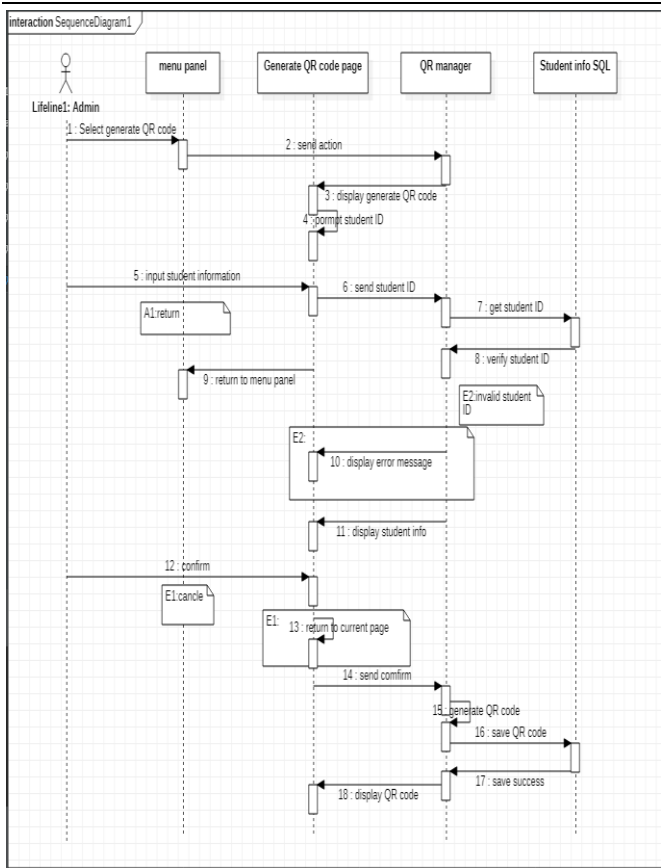 interaction SequenceDiagram1
menu panel
Generate QR code page
QR manager
Student info SQL
Lifeline1: Admin
1 : Select generate QR code
2 : send action
3 : display generate QR code
4 : pormpt student ID
5 : input student information
6 : send student ID
7 : get student ID
A1:return
8 : verify student ID
9 : return to menu panel
E2:invalid student
ID
E2:
10 : display error message
11 : display student info
12 : confirm
E1:cancle
E1:
13 : return to current page
14 : send comfirm
15 : generate QR code
16 : save QR code
17 : save success
18 : display QR code